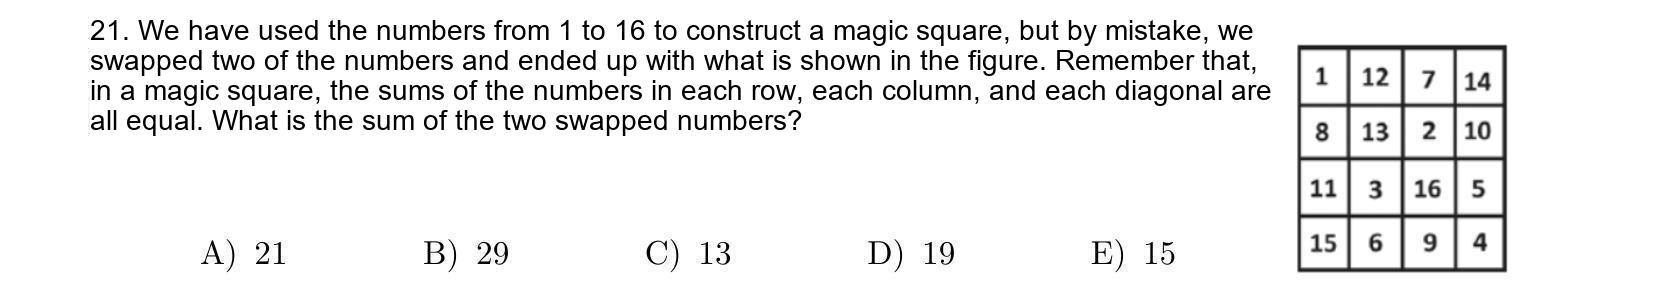 21. We have used the numbers from 1 to 16 to construct a magic square, but by mistake, we
swapped two of the numbers and ended up with what is shown in the figure. Remember that,
in a magic square, the sums of the numbers in each row, each column, and each diagonal are
all equal. What is the sum of the two swapped numbers?
1 12 7 14
8 13 2 10
11 3 16 5
15 6 9 4
A) 21 B) 29 C) 13 D) 19 E) 15